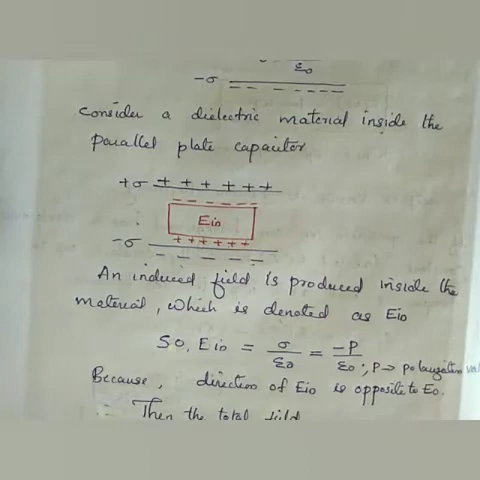 ε₀
-σ
consider a dielectric material inside the
parallel plate capacitor
+σ + + + + + + +
- - - - - -
Ein
+ + + + + +
-σ
- - - - -
An induced field is produced inside the
material, which is denoted as Ein
So, Ein = σ/ε₀ = -P/ε₀ ; P → Polarization
Because, direction of Ein is opposite to E₀.
Then the total field